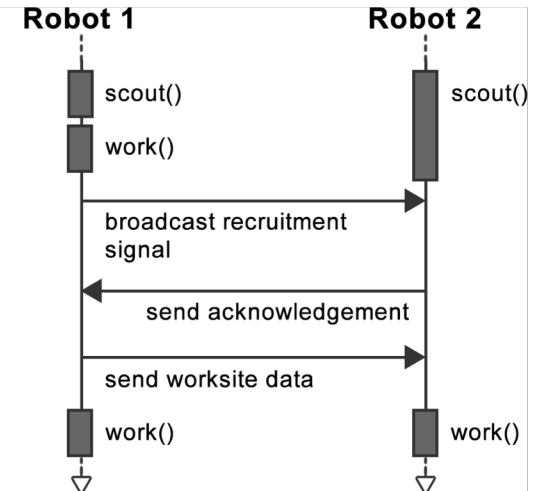 Robot 1
Robot 2
scout()
scout()
work()
broadcast recruitment
signal
send acknowledgement
send worksite data
work()
work()